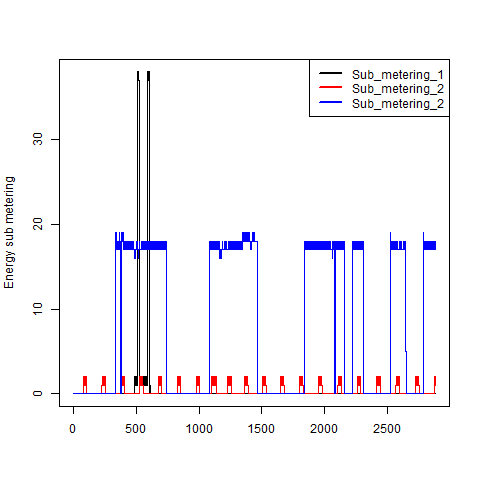 Sub_metering_1
Sub_metering_2
Sub_metering_2
Energy sub metering
30
20
10
0
0 500 1000 1500 2000 2500